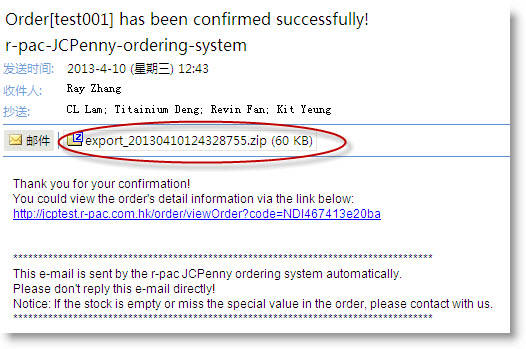 Order[test001] has been confirmed successfully!
r-pac-JCPenny-ordering-system
发送时间: 2013-4-10 (星期三) 12:43
收件人: Ray Zhang
抄送: CL Lam; Titainium Deng; Revin Fan; Kit Yeung
邮件 export_20130410124328755.zip (60 KB)
Thank you for your confirmation!
You could view the order's detail information via the link below:
http://jcptest.r-pac.com.hk/order/viewOrder?code=NDI467413e20ba
************************************************************************************
This e-mail is sent by the r-pac JCPenny ordering system automatically.
Please don't reply this e-mail directly!
Notice: If the stock is empty or miss the special value in the order, please contact with us.
************************************************************************************